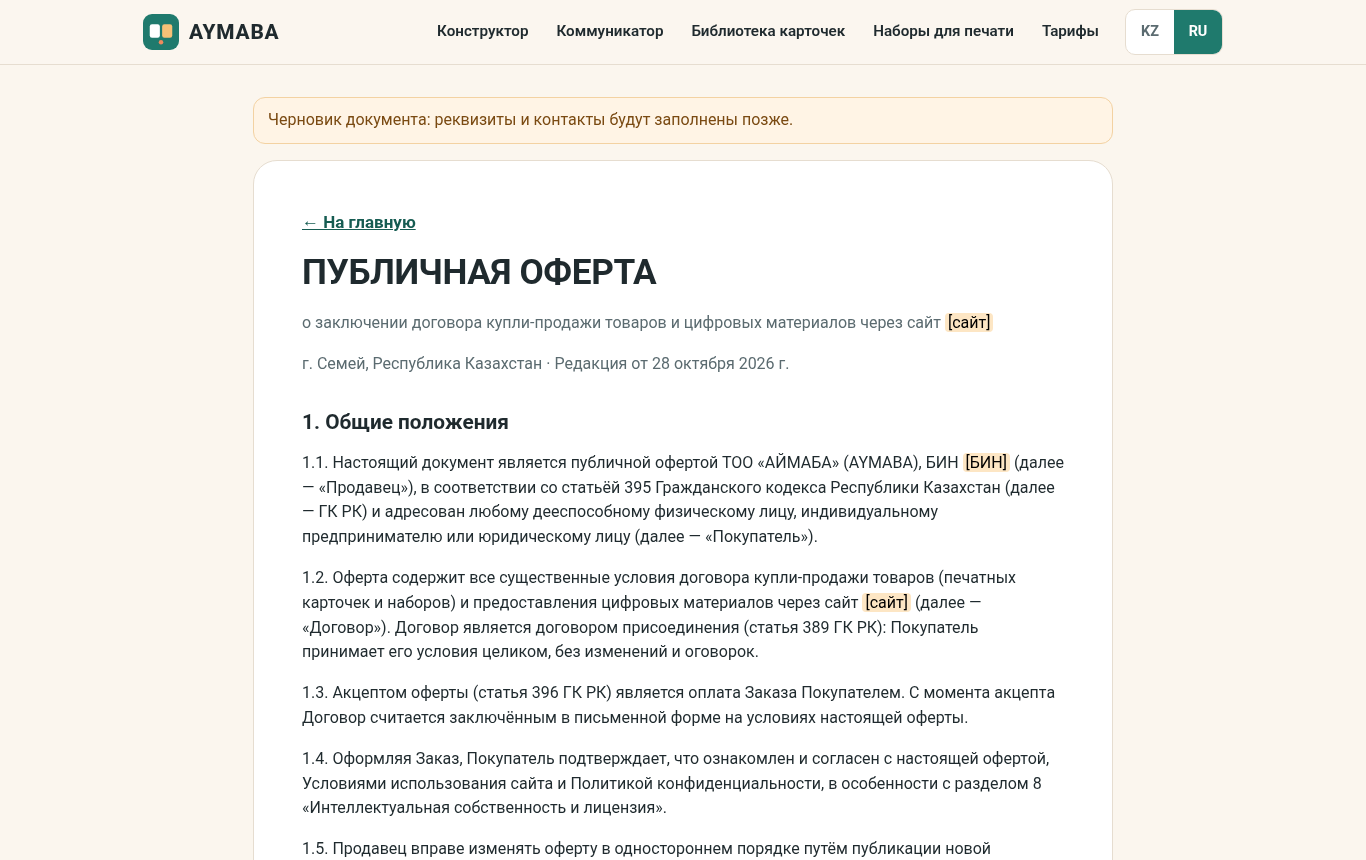 AYMABA
Конструктор
Коммуникатор
Библиотека карточек
Наборы для печати
Тарифы
KZ
RU
Черновик документа: реквизиты и контакты будут заполнены позже.
← На главную
ПУБЛИЧНАЯ ОФЕРТА
о заключении договора купли-продажи товаров и цифровых материалов через сайт [сайт]
г. Семей, Республика Казахстан · Редакция от 28 октября 2026 г.
1. Общие положения
1.1. Настоящий документ является публичной офертой ТОО «АЙМАБА» (AYMABA), БИН [БИН] (далее
— «Продавец»), в соответствии со статьёй 395 Гражданского кодекса Республики Казахстан (далее
— ГК РК) и адресован любому дееспособному физическому лицу, индивидуальному
предпринимателю или юридическому лицу (далее — «Покупатель»).
1.2. Оферта содержит все существенные условия договора купли-продажи товаров (печатных
карточек и наборов) и предоставления цифровых материалов через сайт [сайт] (далее —
«Договор»). Договор является договором присоединения (статья 389 ГК РК): Покупатель
принимает его условия целиком, без изменений и оговорок.
1.3. Акцептом оферты (статья 396 ГК РК) является оплата Заказа Покупателем. С момента акцепта
Договор считается заключённым в письменной форме на условиях настоящей оферты.
1.4. Оформляя Заказ, Покупатель подтверждает, что ознакомлен и согласен с настоящей офертой,
Условиями использования сайта и Политикой конфиденциальности, в особенности с разделом 8
«Интеллектуальная собственность и лицензия».
1.5. Продавец вправе изменять оферту в одностороннем порядке путём публикации новой